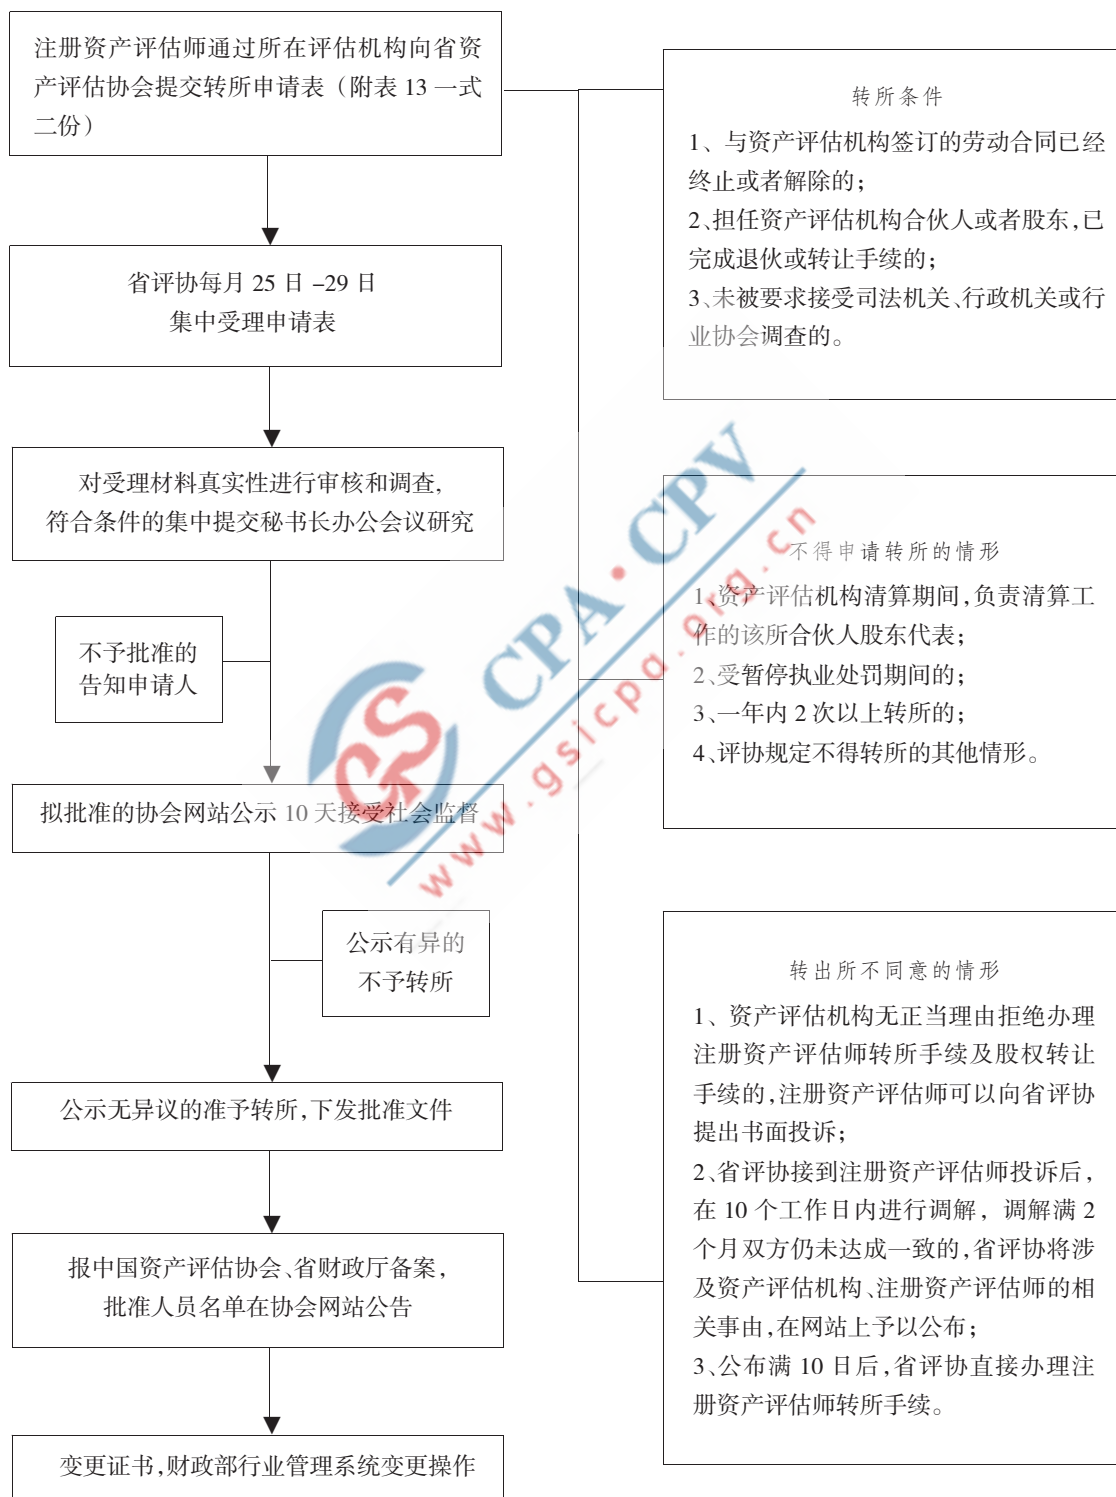 注册资产评估师通过所在评估机构向省资
产评估协会提交转所申请表（附表 13 一式
二份）
省评协每月 25 日 –29 日
集中受理申请表
对受理材料真实性进行审核和调查,
符合条件的集中提交秘书长办公会议研究
不予批准的
告知申请人
拟批准的协会网站公示 10 天接受社会监督
公示有异的
不予转所
公示无异议的准予转所,下发批准文件
报中国资产评估协会、省财政厅备案,
批准人员名单在协会网站公告
变更证书,财政部行业管理系统变更操作
转所条件
1、与资产评估机构签订的劳动合同已经
终止或者解除的；
2、担任资产评估机构合伙人或者股东,已
完成退伙或转让手续的；
3、未被要求接受司法机关、行政机关或行
业协会调查的。
不得申请转所的情形
1、资产评估机构清算期间,负责清算工
作的该所合伙人股东代表；
2、受暂停执业处罚期间的；
3、一年内 2 次以上转所的；
4、评协规定不得转所的其他情形。
转出所不同意的情形
1、资产评估机构无正当理由拒绝办理
注册资产评估师转所手续及股权转让
手续的,注册资产评估师可以向省评协
提出书面投诉；
2、省评协接到注册资产评估师投诉后,
在 10 个工作日内进行调解, 调解满 2
个月双方仍未达成一致的,省评协将涉
及资产评估机构、注册资产评估师的相
关事由,在网站上予以公布；
3、公布满 10 日后,省评协直接办理注
册资产评估师转所手续。
GS
CPA·CPV
www.gsicpa.org.cn